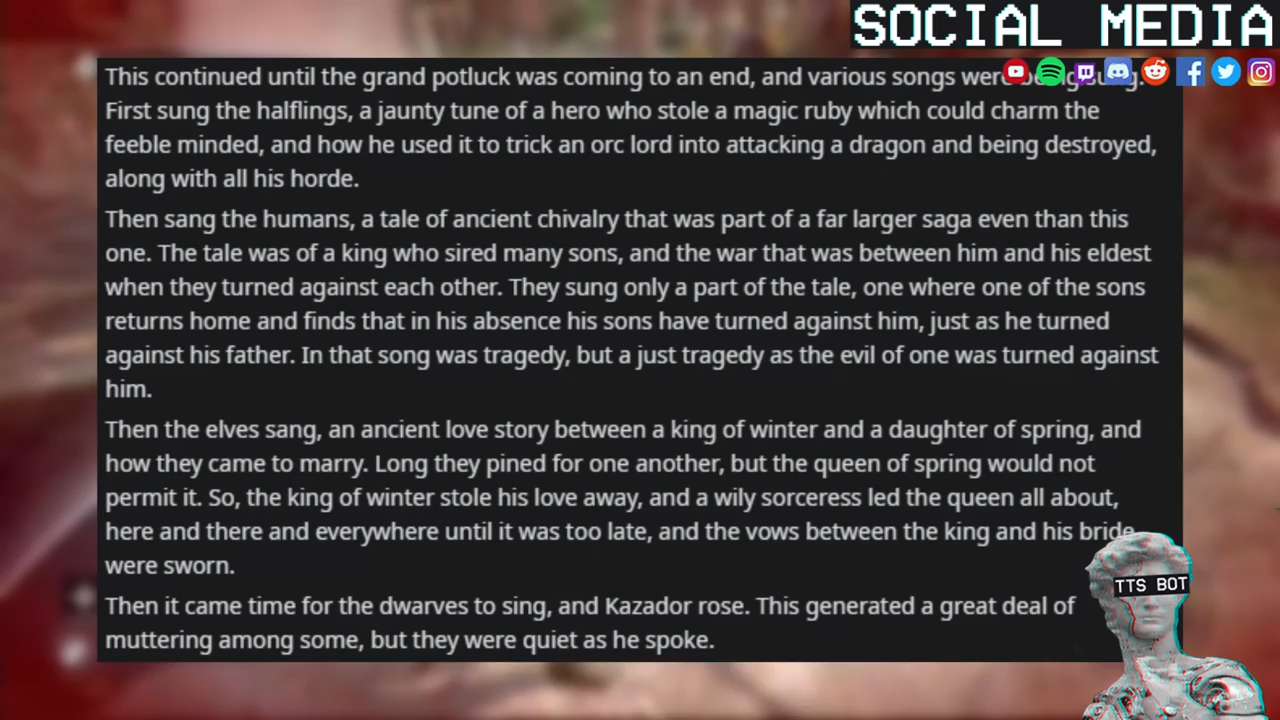 SOCIAL MEDIA
This continued until the grand potluck was coming to an end, and various songs were being sung.
First sung the halflings, a jaunty tune of a hero who stole a magic ruby which could charm the
feeble minded, and how he used it to trick an orc lord into attacking a dragon and being destroyed,
along with all his horde.
Then sang the humans, a tale of ancient chivalry that was part of a far larger saga even than this
one. The tale was of a king who sired many sons, and the war that was between him and his eldest
when they turned against each other. They sung only a part of the tale, one where one of the sons
returns home and finds that in his absence his sons have turned against him, just as he turned
against his father. In that song was tragedy, but a just tragedy as the evil of one was turned against
him.
Then the elves sang, an ancient love story between a king of winter and a daughter of spring, and
how they came to marry. Long they pined for one another, but the queen of spring would not
permit it. So, the king of winter stole his love away, and a wily sorceress led the queen all about,
here and there and everywhere until it was too late, and the vows between the king and his bride
were sworn.
Then it came time for the dwarves to sing, and Kazador rose. This generated a great deal of
muttering among some, but they were quiet as he spoke.
TTS BOT